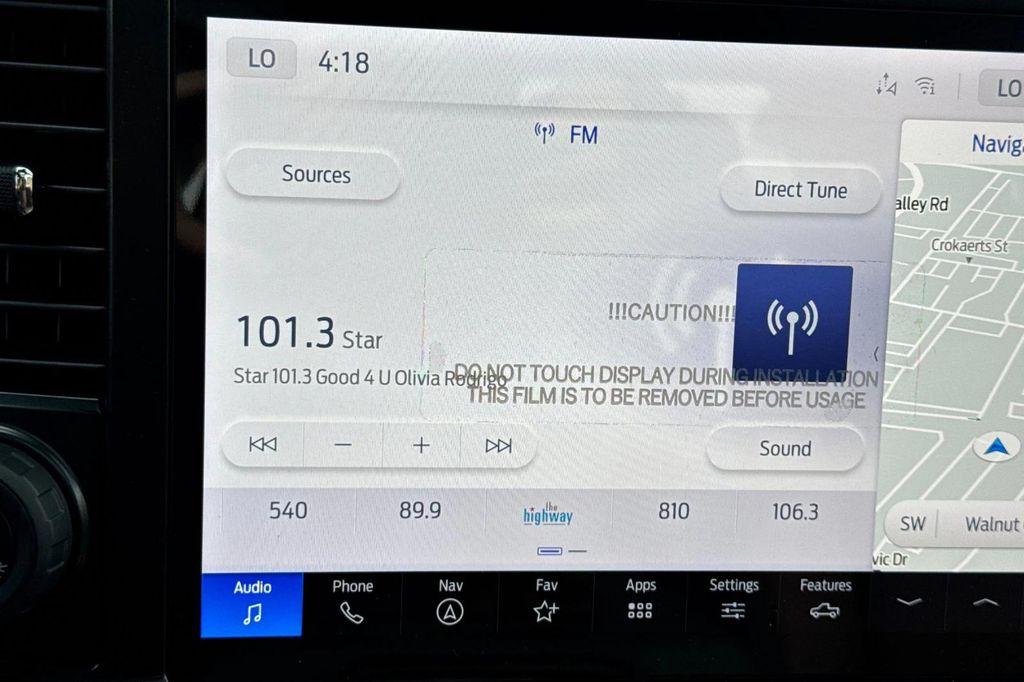 LO 4:18
LO
FM
Naviga
Sources
Direct Tune
alley Rd
Crokaerts St
!!!CAUTION!!!
101.3 Star
Star 101.3 Good 4 U Olivia Rodrigo
DO NOT TOUCH DISPLAY DURING INSTALLATION
THIS FILM IS TO BE REMOVED BEFORE USAGE
Sound
540 89.9 the highway 810 106.3
SW Walnut
vic Dr
Audio Phone Nav Fav Apps Settings Features